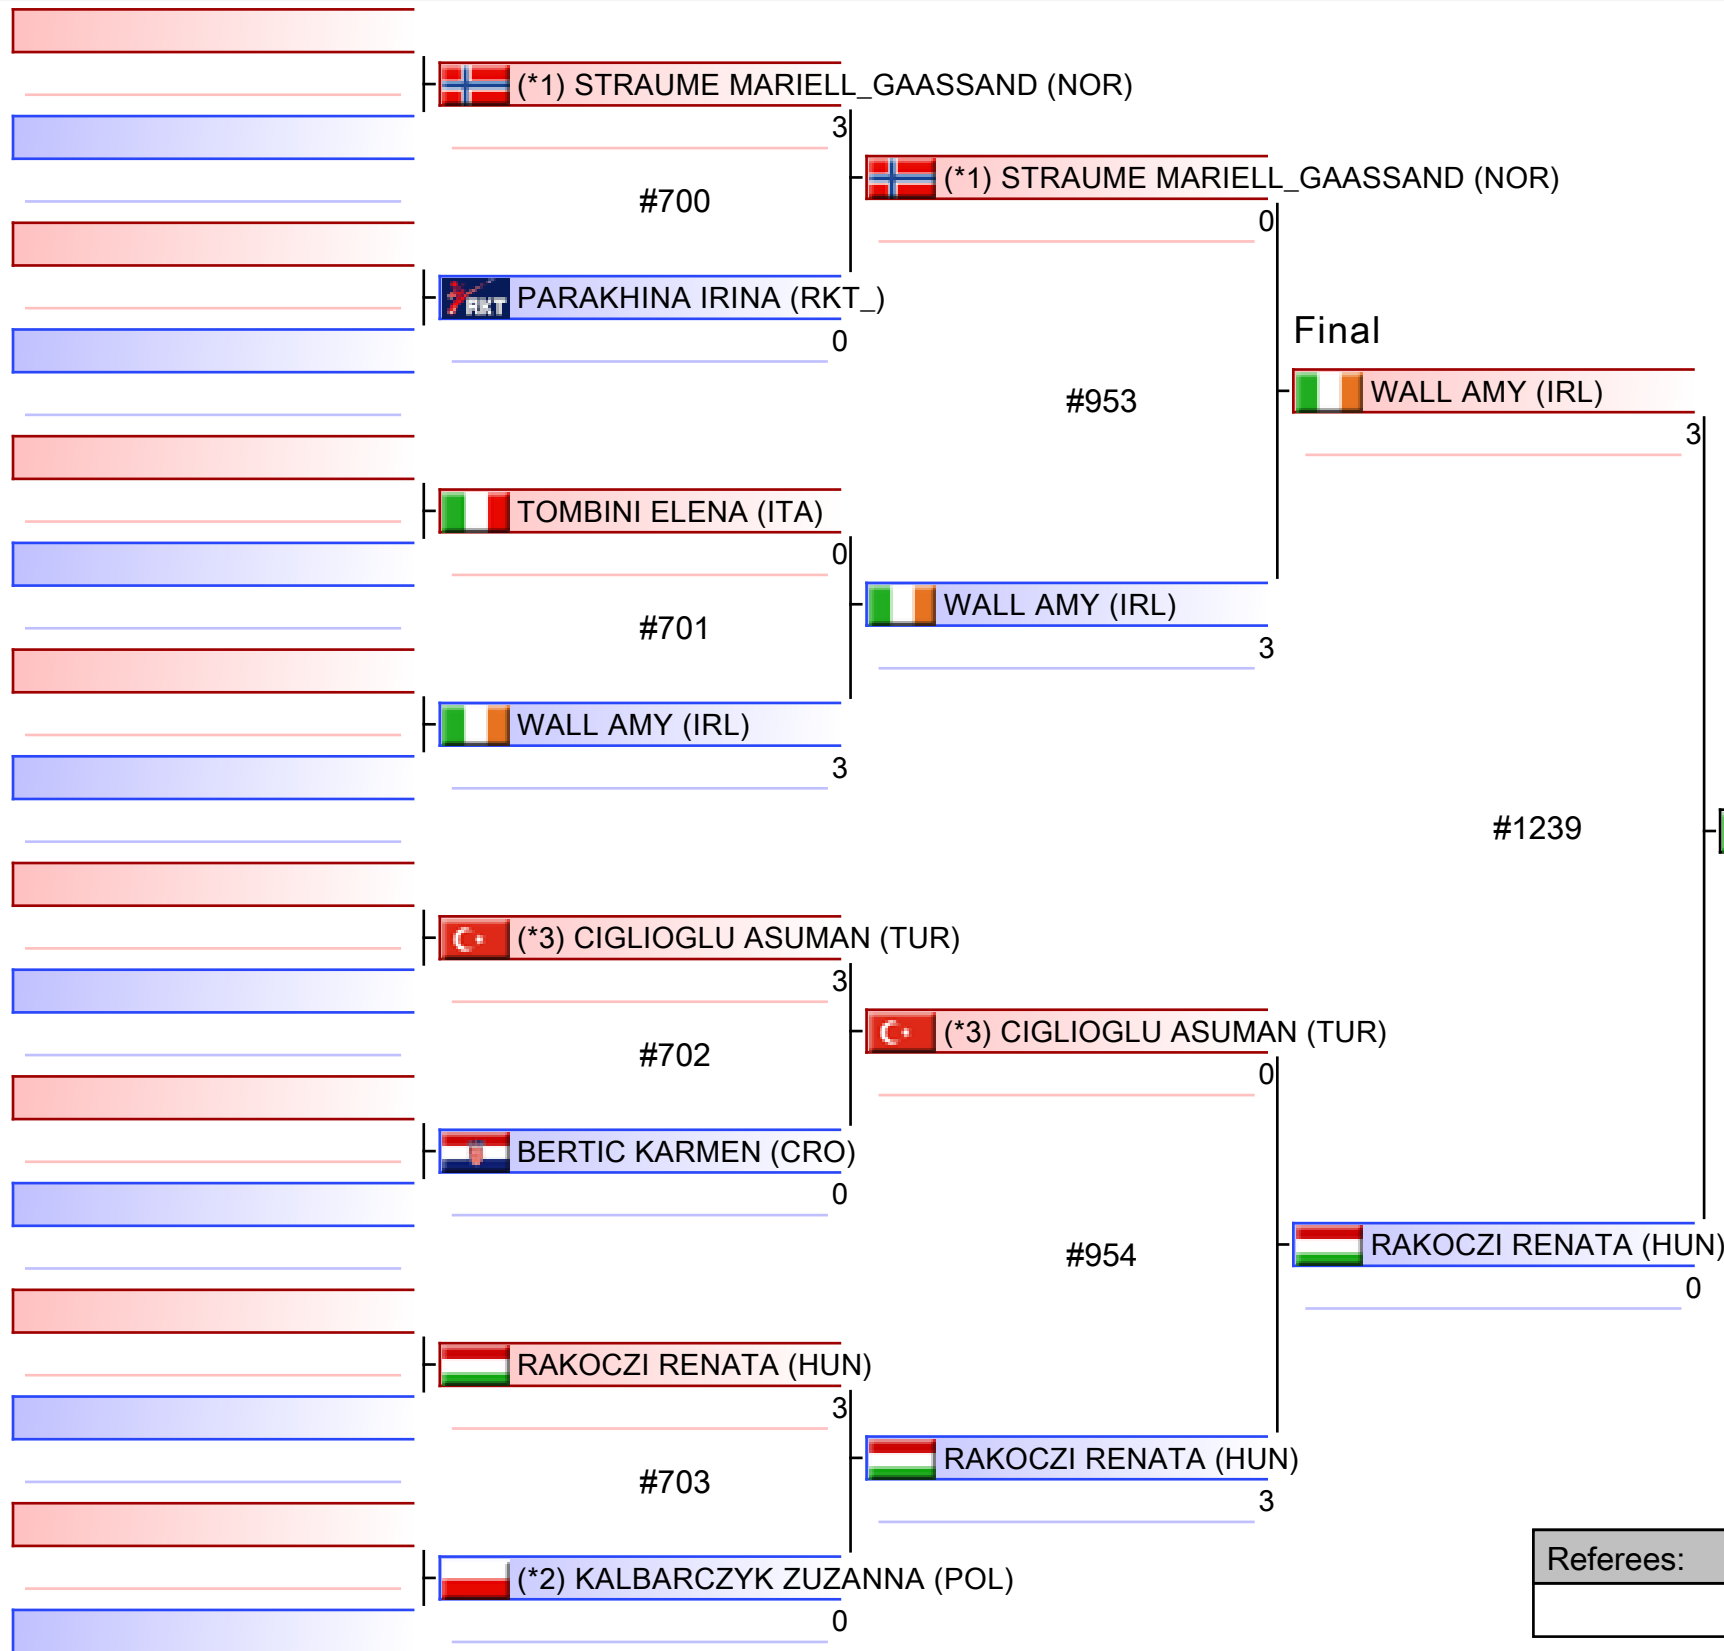 (*1) STRAUME MARIELL_GAASSAND (NOR)
3
#700
RKT PARAKHINA IRINA (RKT_)
0
TOMBINI ELENA (ITA)
0
#701
WALL AMY (IRL)
3
(*3) CIGLIOGLU ASUMAN (TUR)
3
#702
BERTIC KARMEN (CRO)
0
RAKOCZI RENATA (HUN)
3
#703
(*2) KALBARCZYK ZUZANNA (POL)
0
(*1) STRAUME MARIELL_GAASSAND (NOR)
0
#953
WALL AMY (IRL)
3
(*3) CIGLIOGLU ASUMAN (TUR)
0
#954
RAKOCZI RENATA (HUN)
3
Final
WALL AMY (IRL)
3
#1239
RAKOCZI RENATA (HUN)
0
Referees: